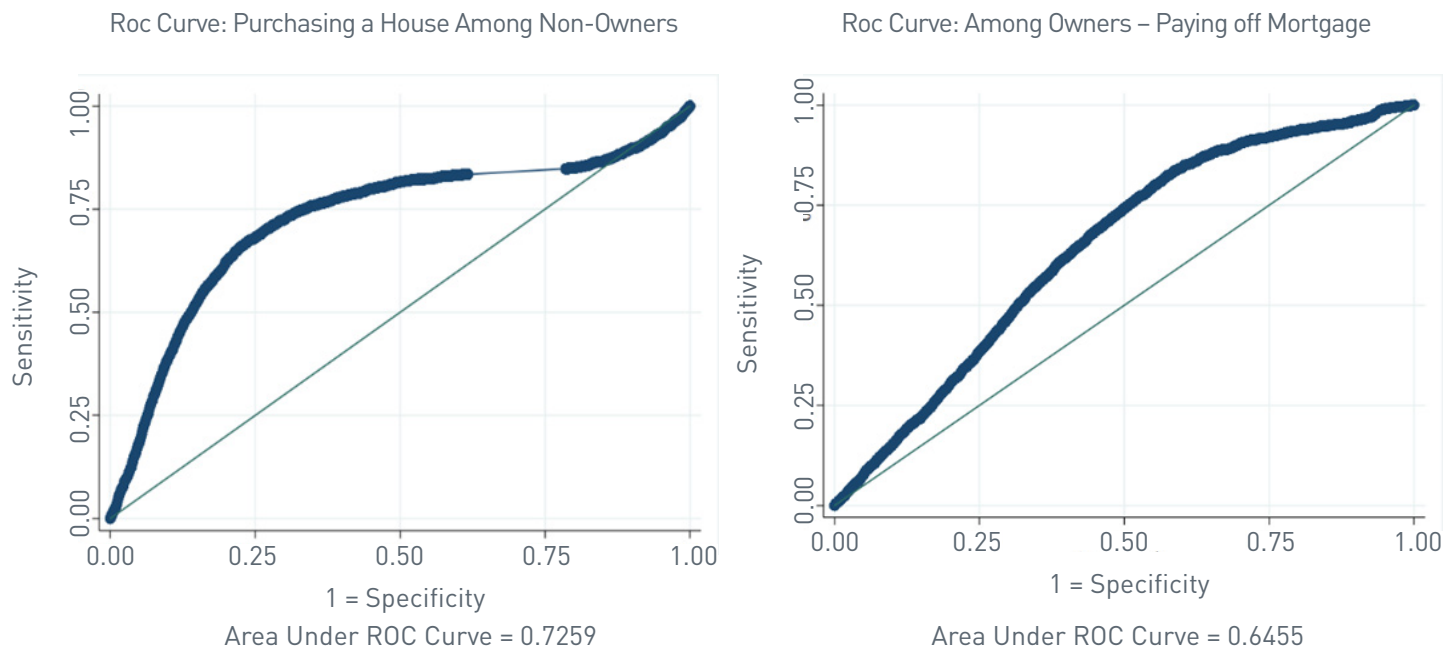 Roc Curve: Purchasing a House Among Non-Owners
Sensitivity
1.00
0.75
0.50
0.25
0.00
0.00 0.25 0.50 0.75 1.00
1 = Specificity
Area Under ROC Curve = 0.7259
Roc Curve: Among Owners – Paying off Mortgage
Sensitivity
1.00
0.75
0.50
0.25
0.00
0.00 0.25 0.50 0.75 1.00
1 = Specificity
Area Under ROC Curve = 0.6455